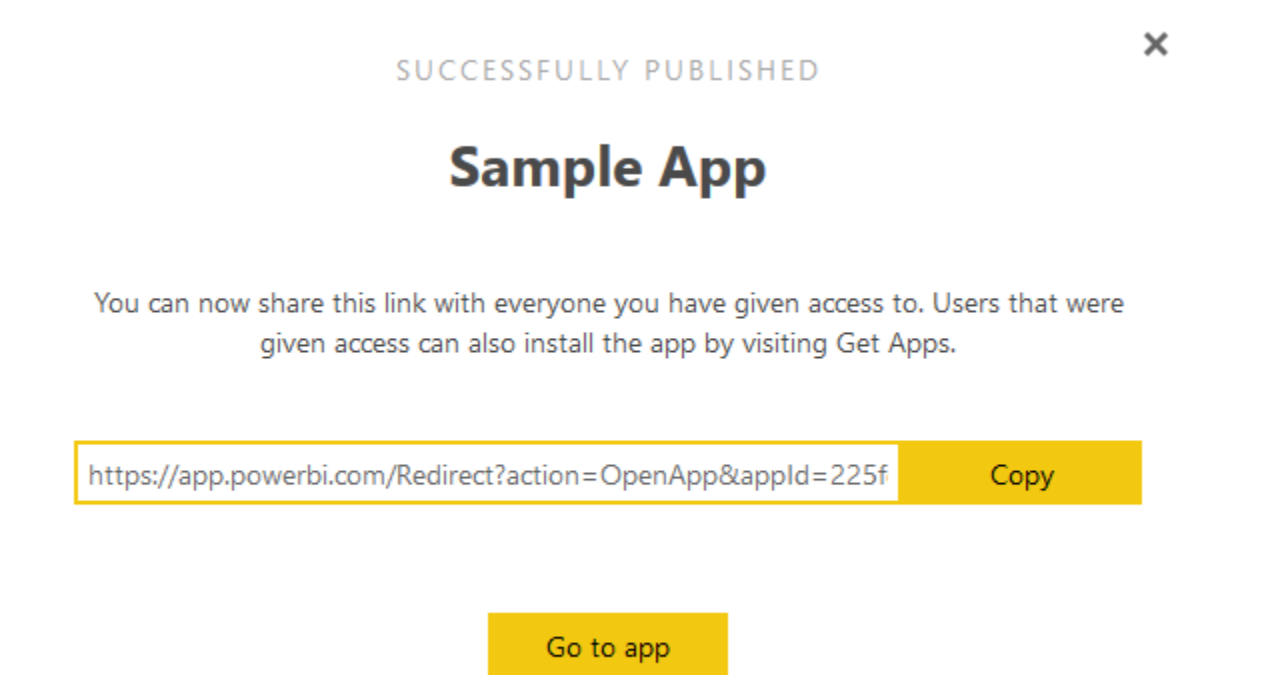 SUCCESSFULLY PUBLISHED
Sample App
You can now share this link with everyone you have given access to. Users that were
given access can also install the app by visiting Get Apps.
https://app.powerbi.com/Redirect?action=OpenApp&appId=225f
Copy
Go to app